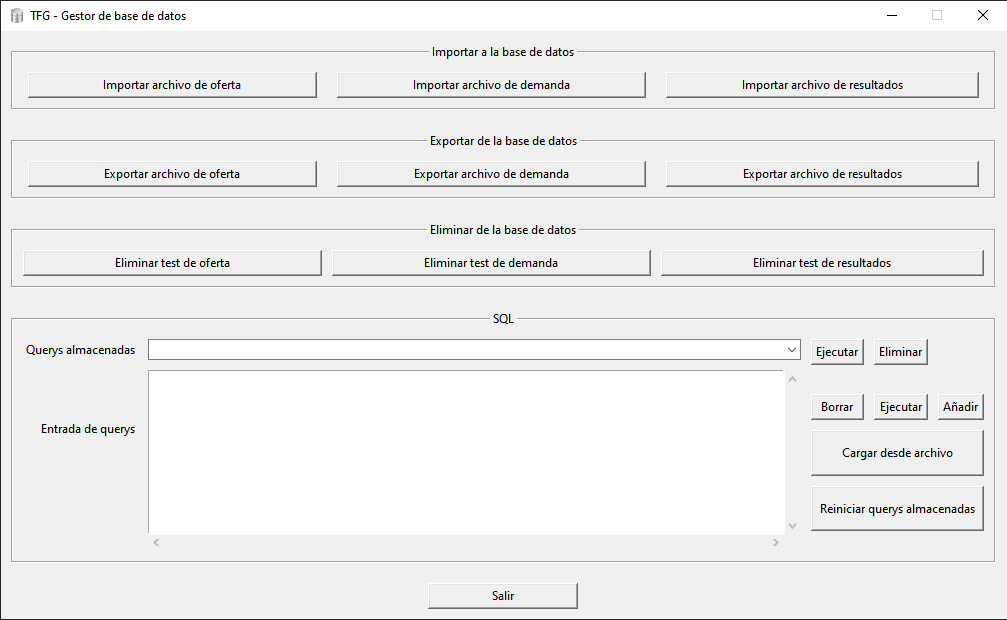 TFG - Gestor de base de datos
Importar a la base de datos
Importar archivo de oferta
Importar archivo de demanda
Importar archivo de resultados
Exportar de la base de datos
Exportar archivo de oferta
Exportar archivo de demanda
Exportar archivo de resultados
Eliminar de la base de datos
Eliminar test de oferta
Eliminar test de demanda
Eliminar test de resultados
SQL
Querys almacenadas
Ejecutar
Eliminar
Entrada de querys
Borrar
Ejecutar
Añadir
Cargar desde archivo
Reiniciar querys almacenadas
Salir